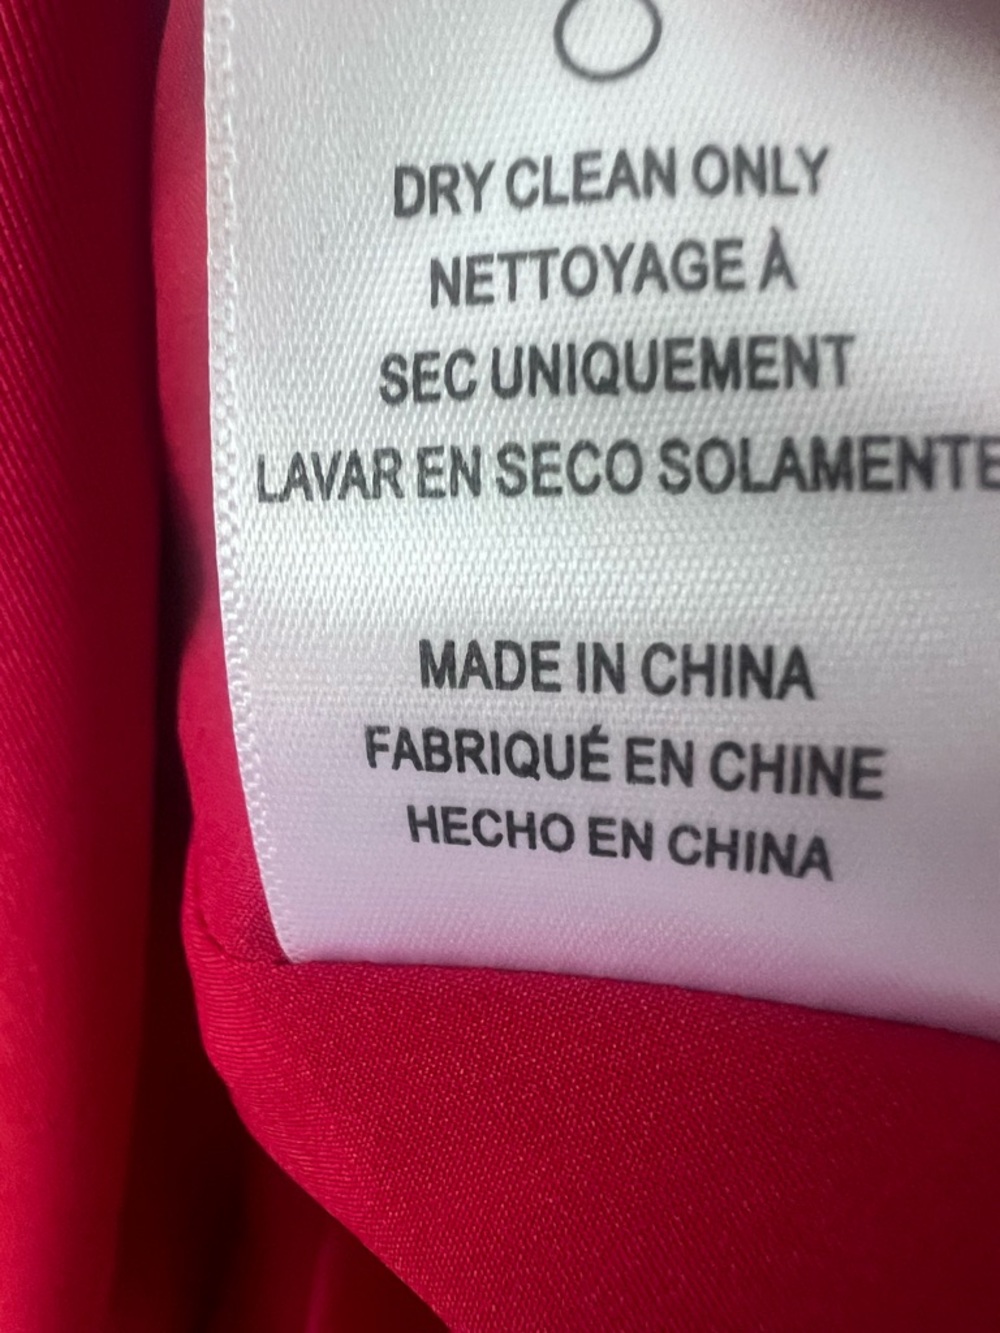 DRY CLEAN ONLY
NETTOYAGE À
SEC UNIQUEMENT
LAVAR EN SECO SOLAMENTE
MADE IN CHINA
FABRIQUÉ EN CHINE
HECHO EN CHINA